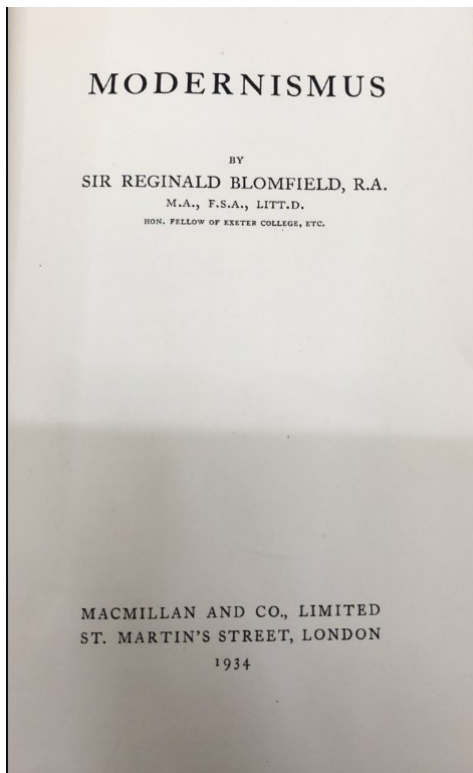 MODERNISMUS
BY
SIR REGINALD BLOMFIELD, R.A.
M.A., F.S.A., LITT.D.
HON. FELLOW OF EXETER COLLEGE, ETC.
MACMILLAN AND CO., LIMITED
ST. MARTIN'S STREET, LONDON
1934